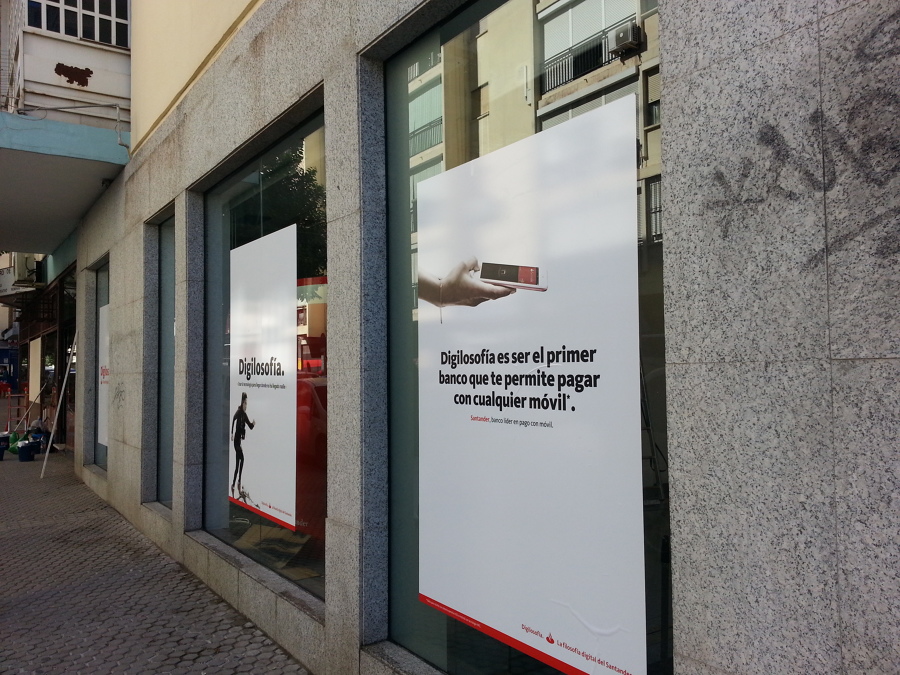 Digilosofía.
Digilosofía es ser el primer
banco que te permite pagar
con cualquier móvil*.
Santander, banco líder en pago con móvil.
Digilosofía. La filosofía digital del Santander